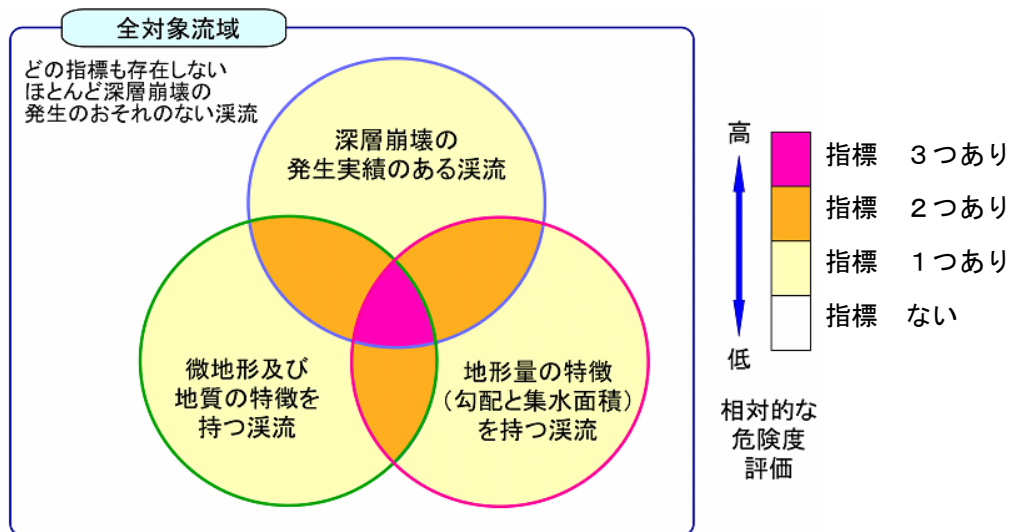 全対象流域
どの指標も存在しない
ほとんど深層崩壊の
発生のおそれのない渓流
深層崩壊の
発生実績のある渓流
微地形及び
地質の特徴を
持つ渓流
地形量の特徴
(勾配と集水面積)
を持つ渓流
高
低
指標 3つあり
指標 2つあり
指標 1つあり
指標 ない
相対的な
危険度
評価